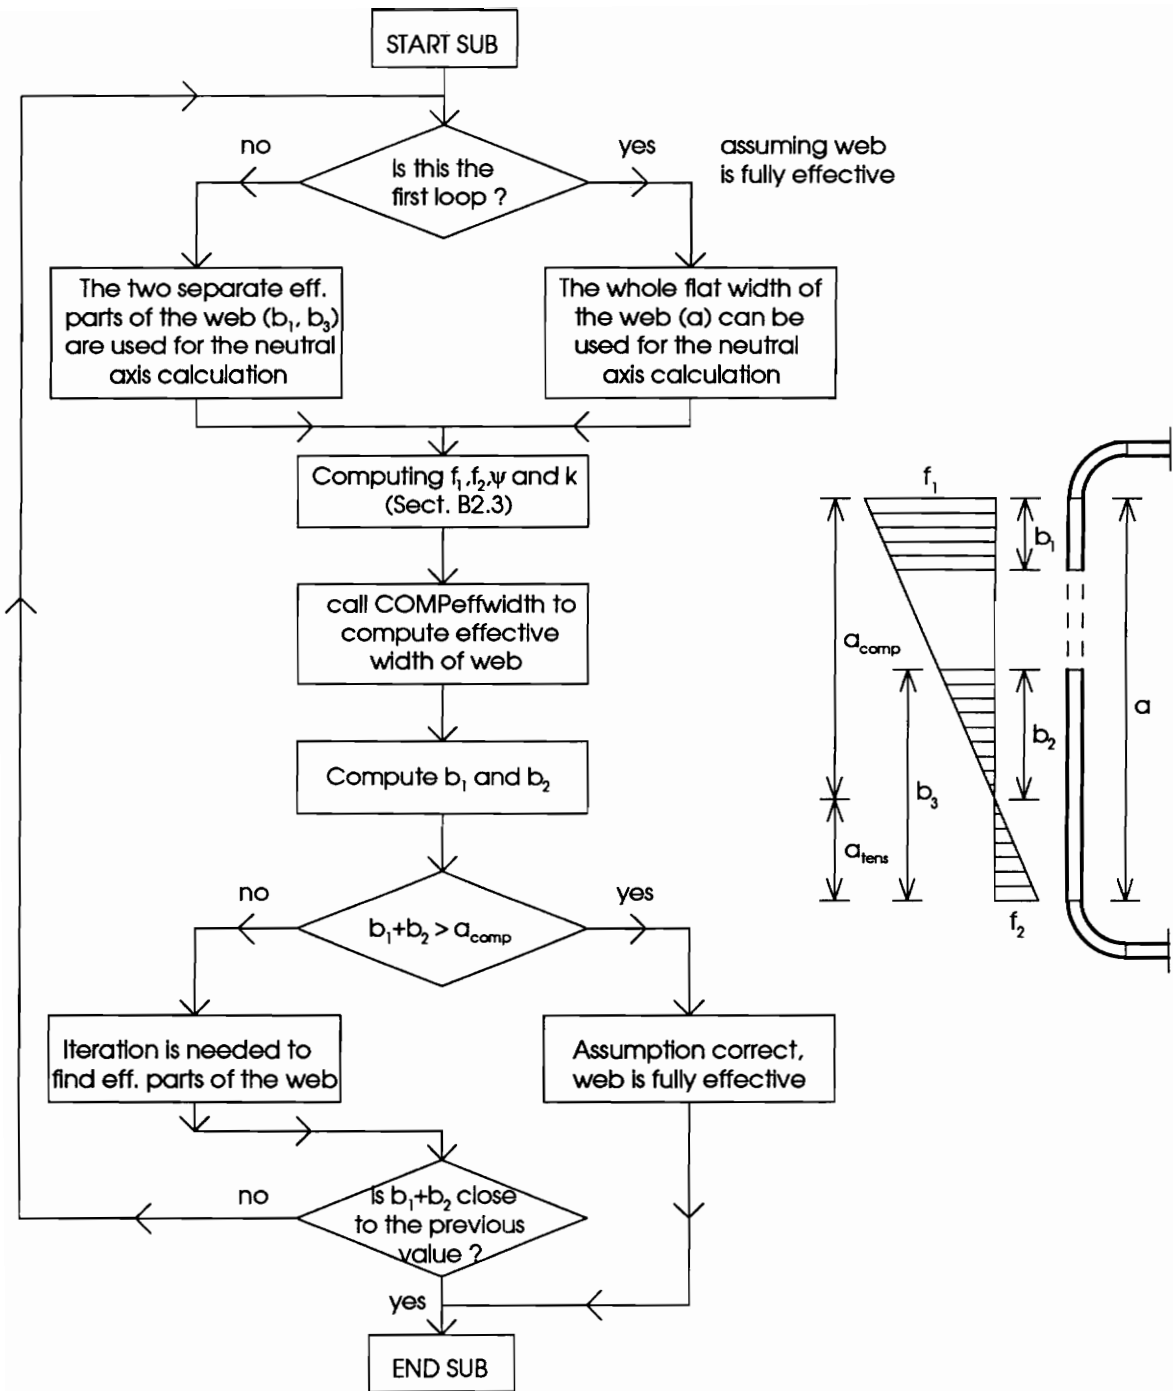 START SUB
no
yes
assuming web
is fully effective
Is this the
first loop ?
The two separate eff.
parts of the web (b₁, b₃)
are used for the neutral
axis calculation
The whole flat width of
the web (a) can be
used for the neutral
axis calculation
Computing f₁,f₂,ψ and k
(Sect. B2.3)
call COMPeffwidth to
compute effective
width of web
Compute b₁ and b₂
no
yes
b₁+b₂ > a_comp
Iteration is needed to
find eff. parts of the web
Assumption correct,
web is fully effective
no
Is b₁+b₂ close
to the previous
value ?
yes
END SUB
f₁
b₁
a_comp
a
b₂
b₃
a_tens
f₂